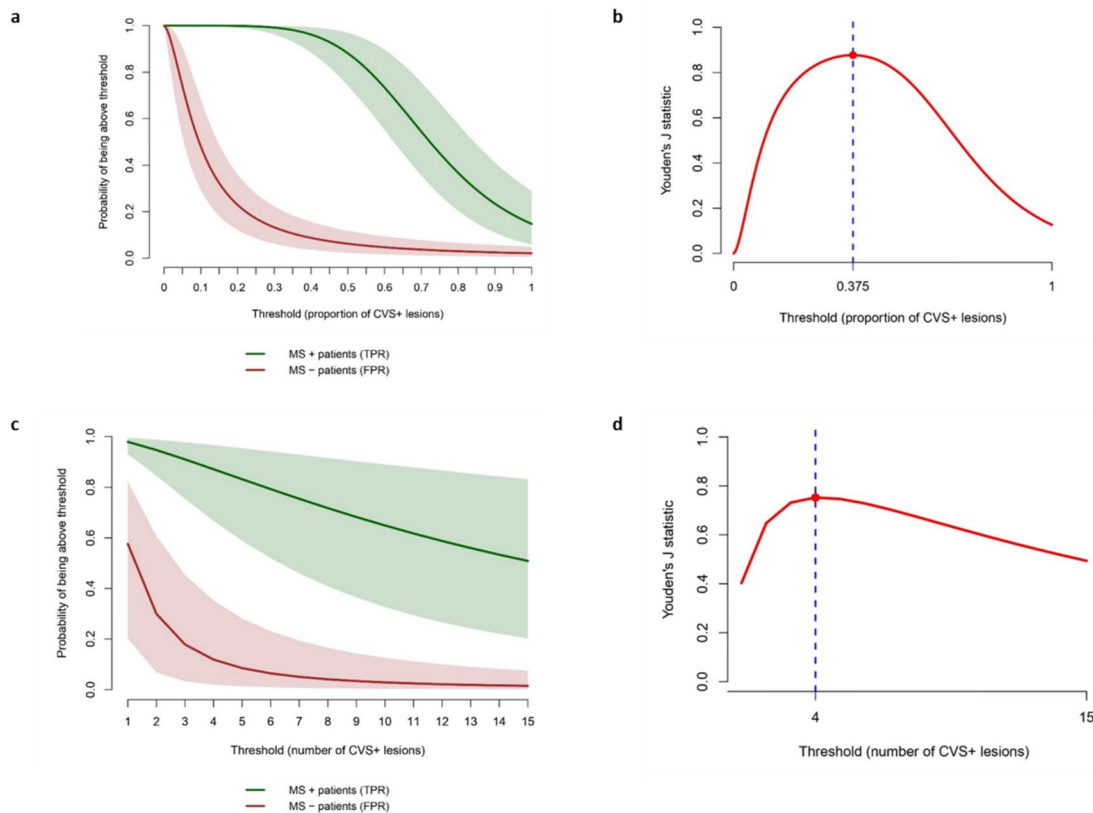 a
Probability of being above threshold
1.0
0.8
0.6
0.4
0.2
0.0
0 0.1 0.2 0.3 0.4 0.5 0.6 0.7 0.8 0.9 1
Threshold (proportion of CVS+ lesions)
MS + patients (TPR)
MS − patients (FPR)
b
Youden's J statistic
1.0
0.8
0.6
0.4
0.2
0.0
0 0.375 1
Threshold (proportion of CVS+ lesions)
c
Probability of being above threshold
1.0
0.8
0.6
0.4
0.2
0.0
1 2 3 4 5 6 7 8 9 10 11 12 13 14 15
Threshold (number of CVS+ lesions)
MS + patients (TPR)
MS − patients (FPR)
d
Youden's J statistic
1.0
0.8
0.6
0.4
0.2
0.0
4 15
Threshold (number of CVS+ lesions)